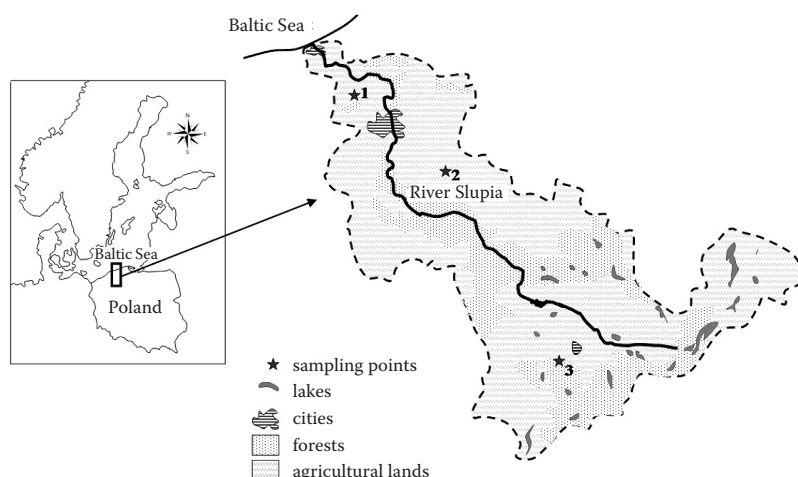 Baltic Sea
1
N
W E
S
2
River Slupia
Baltic Sea
Poland
3
sampling points
lakes
cities
forests
agricultural lands